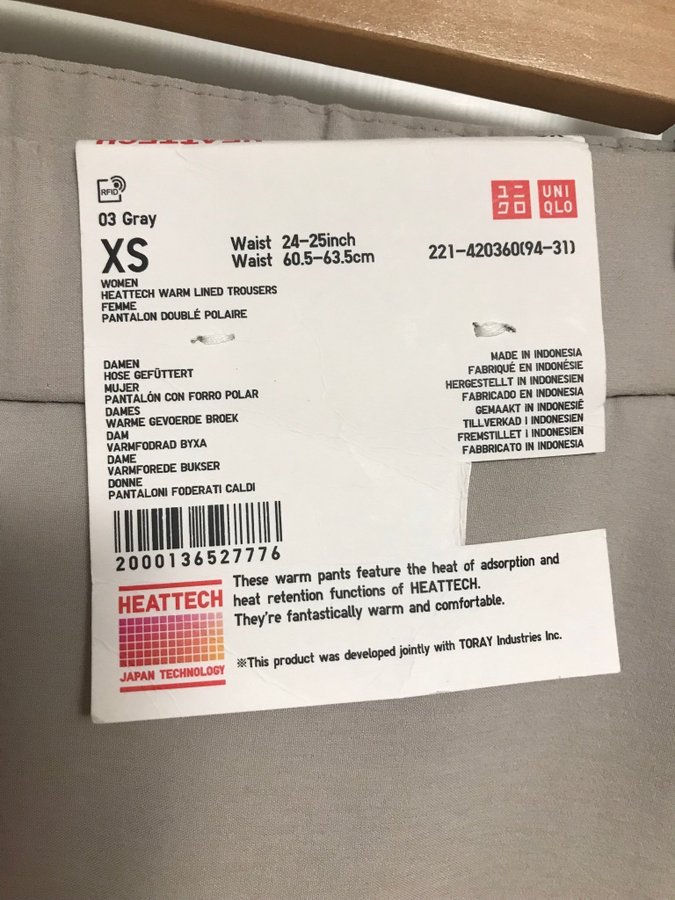 HEATTECH
RFID
03 Gray
XS
Waist 24-25inch
Waist 60.5-63.5cm
ユニクロ
UNIQLO
221-420360(94-31)
WOMEN
HEATTECH WARM LINED TROUSERS
FEMME
PANTALON DOUBLÉ POLAIRE
DAMEN
HOSE GEFÜTTERT
MUJER
PANTALÓN CON FORRO POLAR
DAMES
WARME GEVOERDE BROEK
DAM
VARMFODRAD BYXA
DAME
VARMFOREDE BUKSER
DONNE
PANTALONI FODERATI CALDI
MADE IN INDONESIA
FABRIQUÉ EN INDONÉSIE
HERGESTELLT IN INDONESIEN
FABRICADO EN INDONESIA
GEMAAKT IN INDONESIË
TILLVERKAD I INDONESIEN
FREMSTILLET I INDONESIEN
FABBRICATO IN INDONESIA
2000136527776
HEATTECH
JAPAN TECHNOLOGY
These warm pants feature the heat of adsorption and
heat retention functions of HEATTECH.
They're fantastically warm and comfortable.
※This product was developed jointly with TORAY Industries Inc.